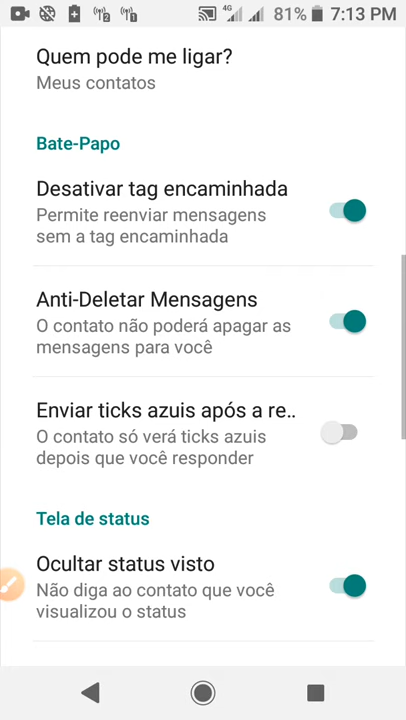 4G 81% 7:13 PM
Quem pode me ligar?
Meus contatos
Bate-Papo
Desativar tag encaminhada
Permite reenviar mensagens
sem a tag encaminhada
Anti-Deletar Mensagens
O contato não poderá apagar as
mensagens para você
Enviar ticks azuis após a re..
O contato só verá ticks azuis
depois que você responder
Tela de status
Ocultar status visto
Não diga ao contato que você
visualizou o status